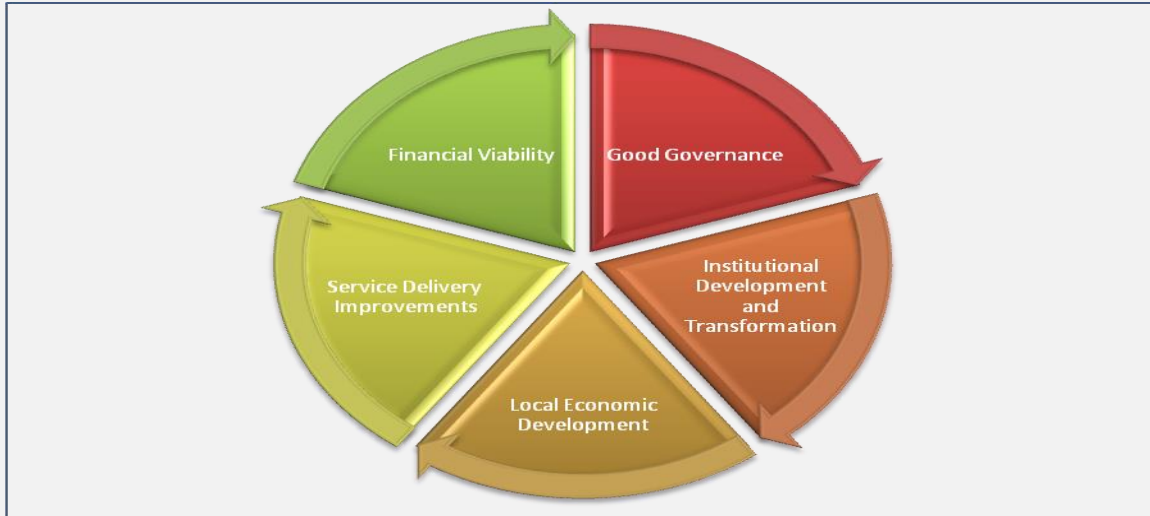 Financial Viability
Good Governance
Institutional
Development
and
Transformation
Local Economic
Development
Service Delivery
Improvements